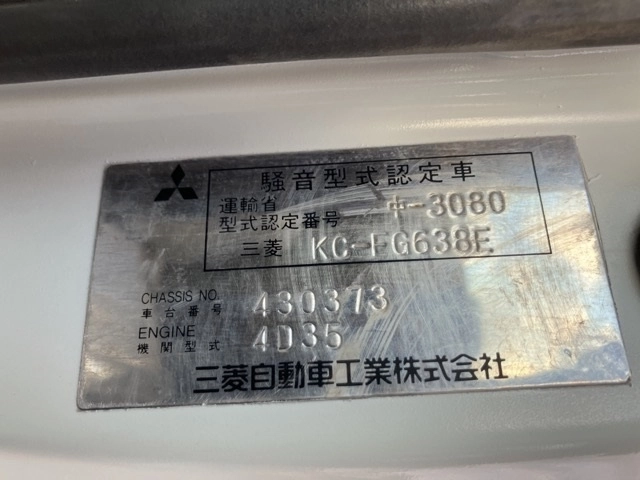 騒音型式認定車
運輸省
型式認定番号 中-3080
三菱 KC-FG638E
CHASSIS NO. 430373
車台番号
ENGINE 4D35
機関型式
三菱自動車工業株式会社